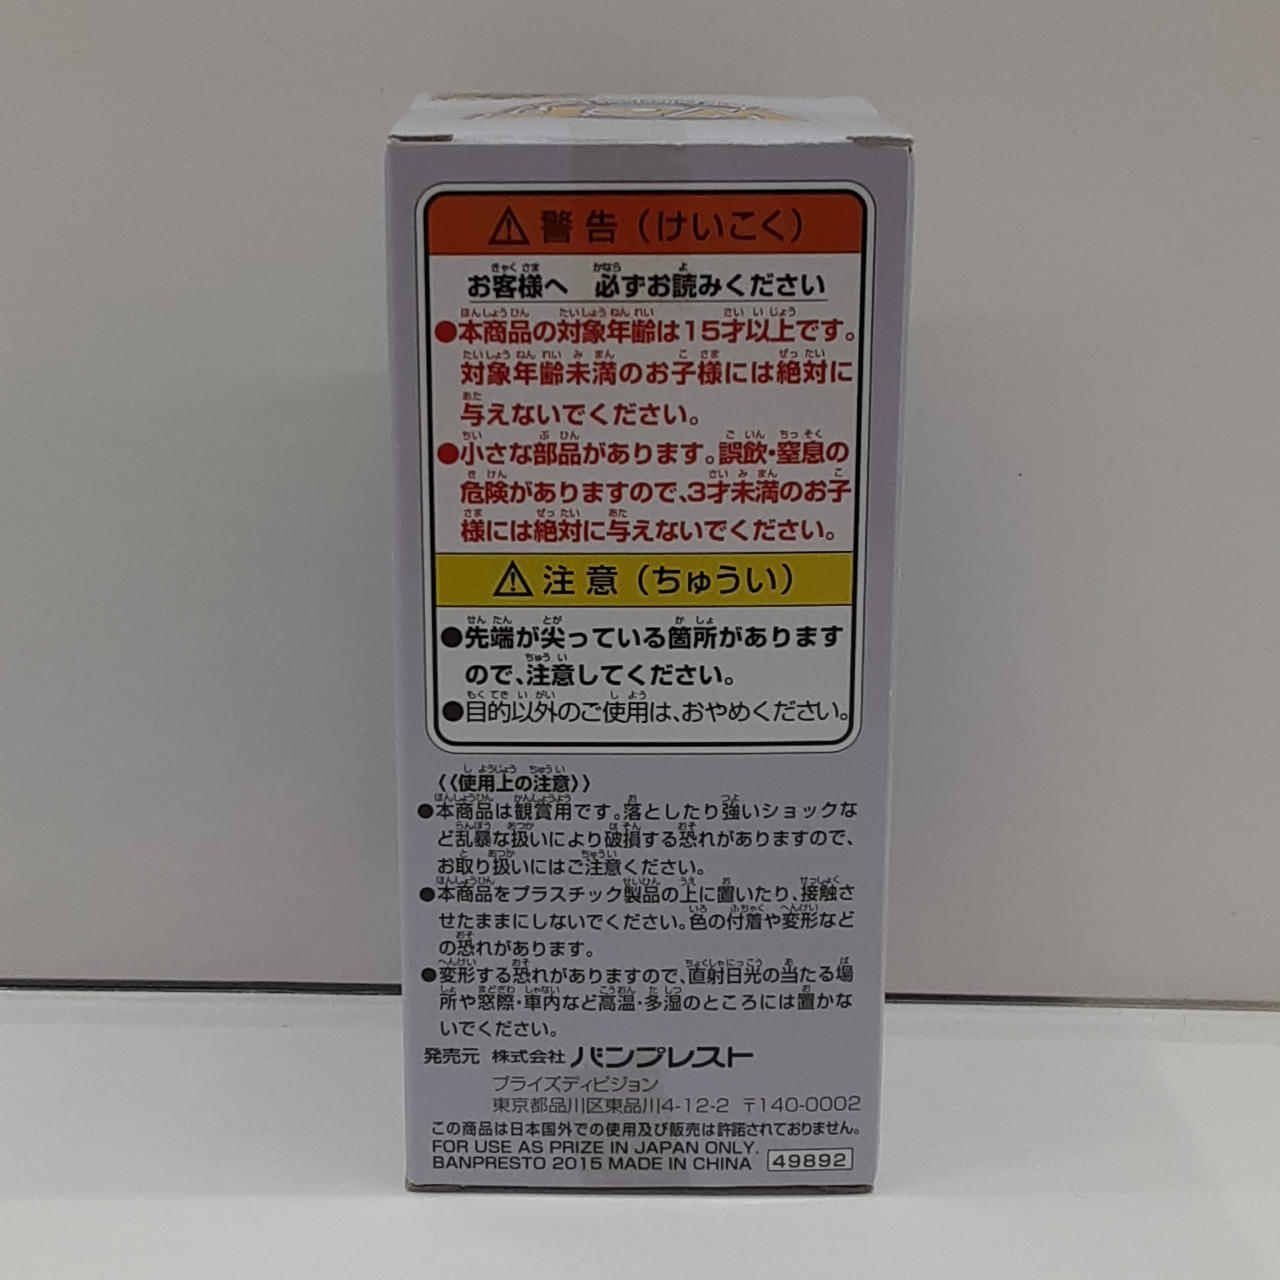 ⚠ 警告（けいこく）
お客様へ 必ずお読みください
●本商品の対象年齢は15才以上です。
対象年齢未満のお子様には絶対に
与えないでください。
●小さな部品があります。誤飲・窒息の
危険がありますので、3才未満のお子
様には絶対に与えないでください。
⚠ 注意（ちゅうい）
●先端が尖っている箇所があります
ので、注意してください。
●目的以外のご使用は、おやめください。
《使用上の注意》
●本商品は観賞用です。落としたり強いショックな
ど乱暴な扱いにより破損する恐れがありますので、
お取り扱いにはご注意ください。
●本商品をプラスチック製品の上に置いたり、接触さ
せたままにしないでください。色の付着や変形など
の恐れがあります。
●変形する恐れがありますので、直射日光の当たる場
所や窓際・車内など高温・多湿のところには置かな
いでください。
発売元 株式会社 バンプレスト
プライズディビジョン
東京都品川区東品川4-12-2 〒140-0002
この商品は日本国外での使用及び販売は許諾されておりません。
FOR USE AS PRIZE IN JAPAN ONLY.
BANPRESTO 2015 MADE IN CHINA 49892